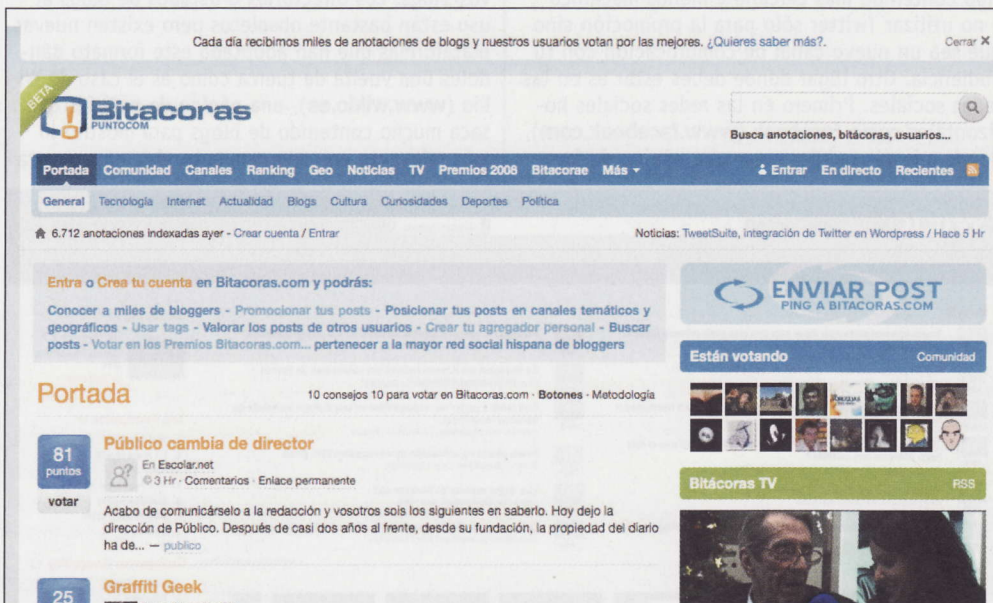 Cada día recibimos miles de anotaciones de blogs y nuestros usuarios votan por las mejores. ¿Quieres saber más?.
Cerrar X
BETA
Bitacoras
PUNTOCOM
Busca anotaciones, bitácoras, usuarios...
Portada Comunidad Canales Ranking Geo Noticias TV Premios 2008 Bitacorae Más
Entrar En directo Recientes
General Tecnología Internet Actualidad Blogs Cultura Curiosidades Deportes Política
6.712 anotaciones indexadas ayer - Crear cuenta / Entrar
Noticias: TweetSuite, integración de Twitter en Wordpress / Hace 5 Hr
Entra o Crea tu cuenta en Bitacoras.com y podrás:
Conocer a miles de bloggers - Promocionar tus posts - Posicionar tus posts en canales temáticos y
geográficos - Usar tags - Valorar los posts de otros usuarios - Crear tu agregador personal - Buscar
posts - Votar en los Premios Bitacoras.com... pertenecer a la mayor red social hispana de bloggers
ENVIAR POST
PING A BITACORAS.COM
Están votando
Comunidad
Portada
10 consejos 10 para votar en Bitacoras.com · Botones · Metodología
81
puntos
votar
Público cambia de director
En Escolar.net
3 Hr · Comentarios · Enlace permanente
Acabo de comunicárselo a la redacción y vosotros sois los siguientes en saberlo. Hoy dejo la
dirección de Público. Después de casi dos años al frente, desde su fundación, la propiedad del diario
ha de... — publico
Bitácoras TV
RSS
25
Graffiti Geek